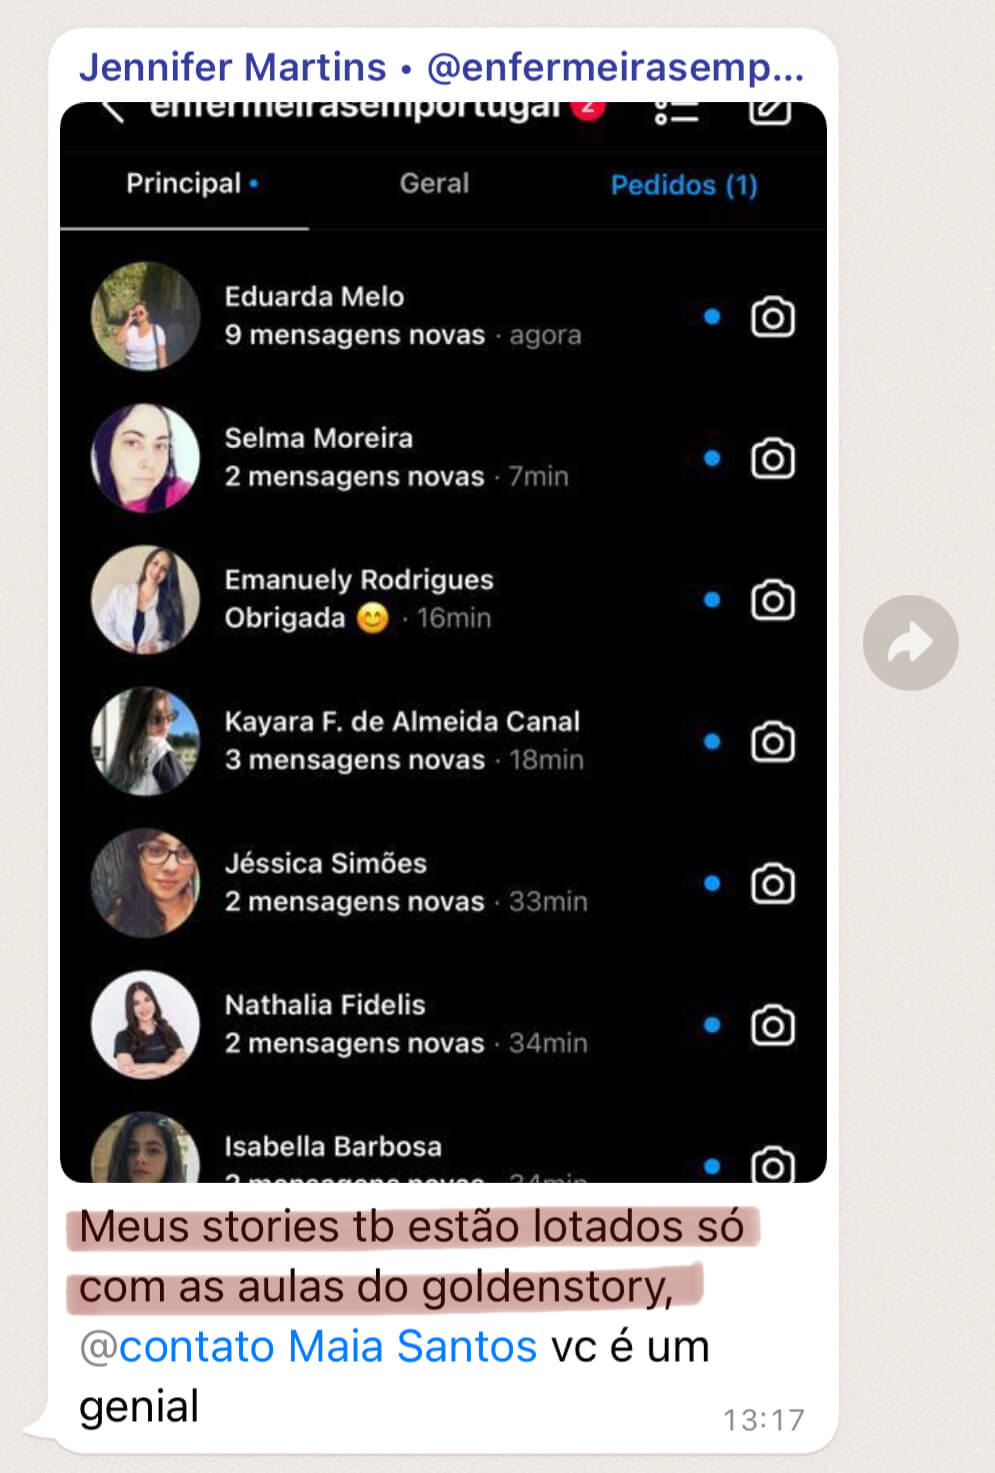 Jennifer Martins • @enfermeirasemp...
enfermeirasemportugal 2
Principal • Geral Pedidos (1)
Eduarda Melo
9 mensagens novas · agora
Selma Moreira
2 mensagens novas · 7min
Emanuely Rodrigues
Obrigada 😊 · 16min
Kayara F. de Almeida Canal
3 mensagens novas · 18min
Jéssica Simões
2 mensagens novas · 33min
Nathalia Fidelis
2 mensagens novas · 34min
Isabella Barbosa
mensagens novas
Meus stories tb estão lotados só
com as aulas do goldenstory,
@contato Maia Santos vc é um
genial
13:17